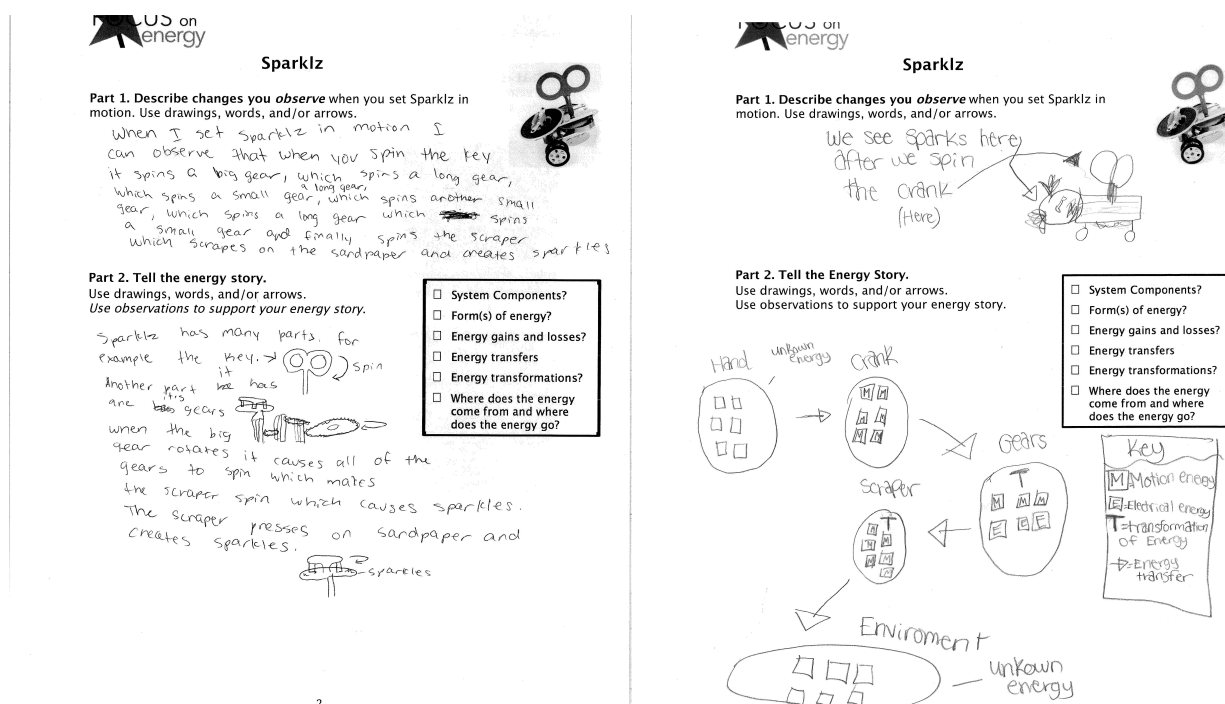 FOCUS on
energy
Sparklz
Part 1. Describe changes you observe when you set Sparklz in
motion. Use drawings, words, and/or arrows.
When I set sparklz in motion I
can observe that when you spin the key
it spins a big gear, which spins a long gear,
which spins a small gear, a long gear, which spins another small
gear, which spins a long gear which spins
a small gear and finally spins the scraper
which scrapes on the sandpaper and creates sparkles
Part 2. Tell the energy story.
Use drawings, words, and/or arrows.
Use observations to support your energy story.
System Components?
Form(s) of energy?
Energy gains and losses?
Energy transfers
Energy transformations?
Where does the energy
come from and where
does the energy go?
Sparklz has many parts. for
example the key.
spin
Another part it has
are its gears
when the big
gear rotates it causes all of the
gears to spin which makes
the scraper spin which causes sparkles.
The scraper presses on sandpaper and
creates sparkles.
sparkles
2
FOCUS on
energy
Sparklz
Part 1. Describe changes you observe when you set Sparklz in
motion. Use drawings, words, and/or arrows.
we see Sparks here
after we spin
the crank
(Here)
Part 2. Tell the Energy Story.
Use drawings, words, and/or arrows.
Use observations to support your energy story.
System Components?
Form(s) of energy?
Energy gains and losses?
Energy transfers
Energy transformations?
Where does the energy
come from and where
does the energy go?
Hand
unkown
energy
Crank
M M
M M
M M
Gears
T
M M M
E E E
Scraper
T
M M
M M
M M
M
Key
M = Motion energy
E = Electrical energy
T = transformation
of Energy
= Energy
transfer
Enviroment
unkown
energy